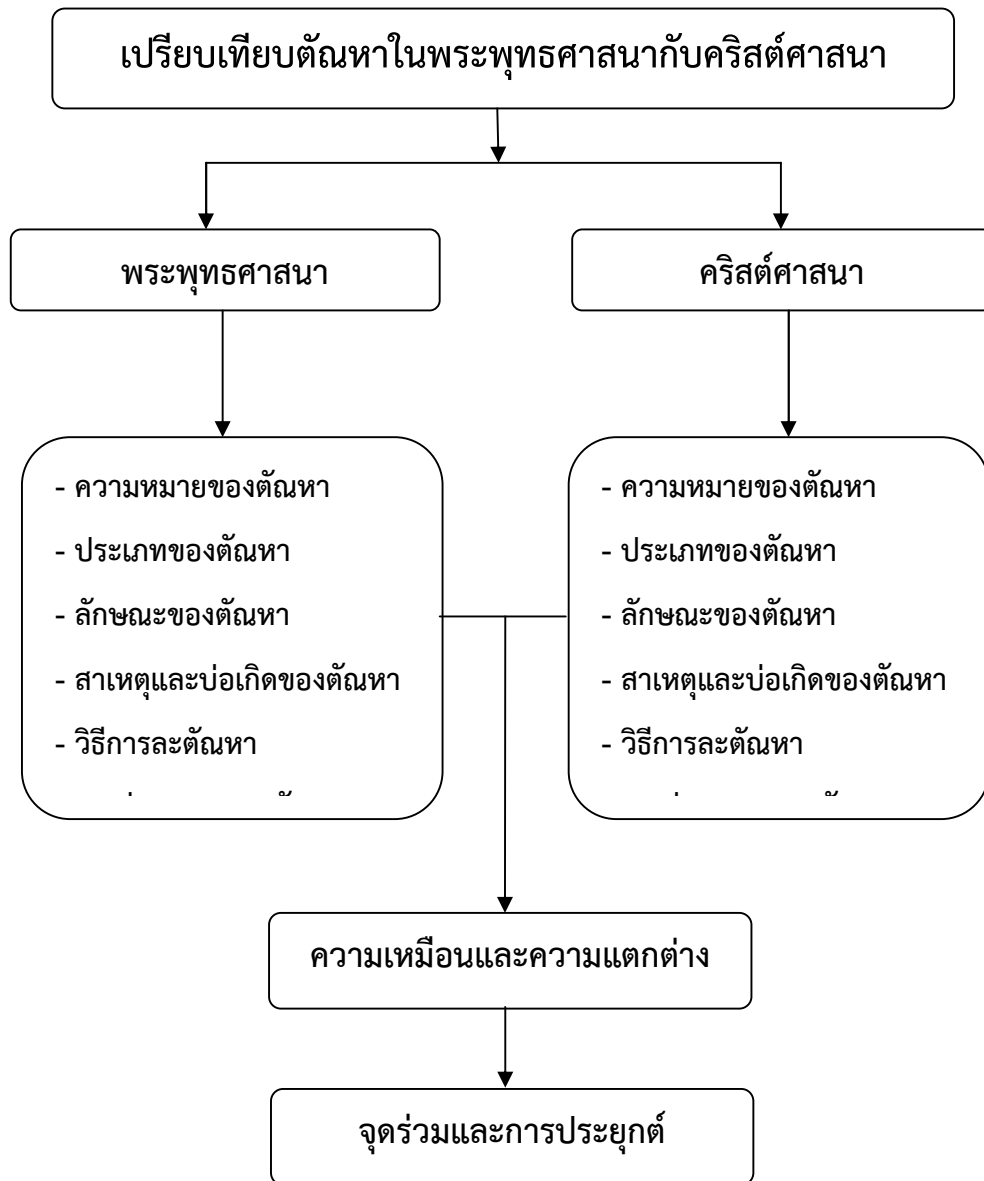 เปรียบเทียบตัณหาในพระพุทธศาสนากับคริสต์ศาสนา
พระพุทธศาสนา
คริสต์ศาสนา
- ความหมายของตัณหา
- ประเภทของตัณหา
- ลักษณะของตัณหา
- สาเหตุและบ่อเกิดของตัณหา
- วิธีการละตัณหา
- ความหมายของตัณหา
- ประเภทของตัณหา
- ลักษณะของตัณหา
- สาเหตุและบ่อเกิดของตัณหา
- วิธีการละตัณหา
ความเหมือนและความแตกต่าง
จุดร่วมและการประยุกต์